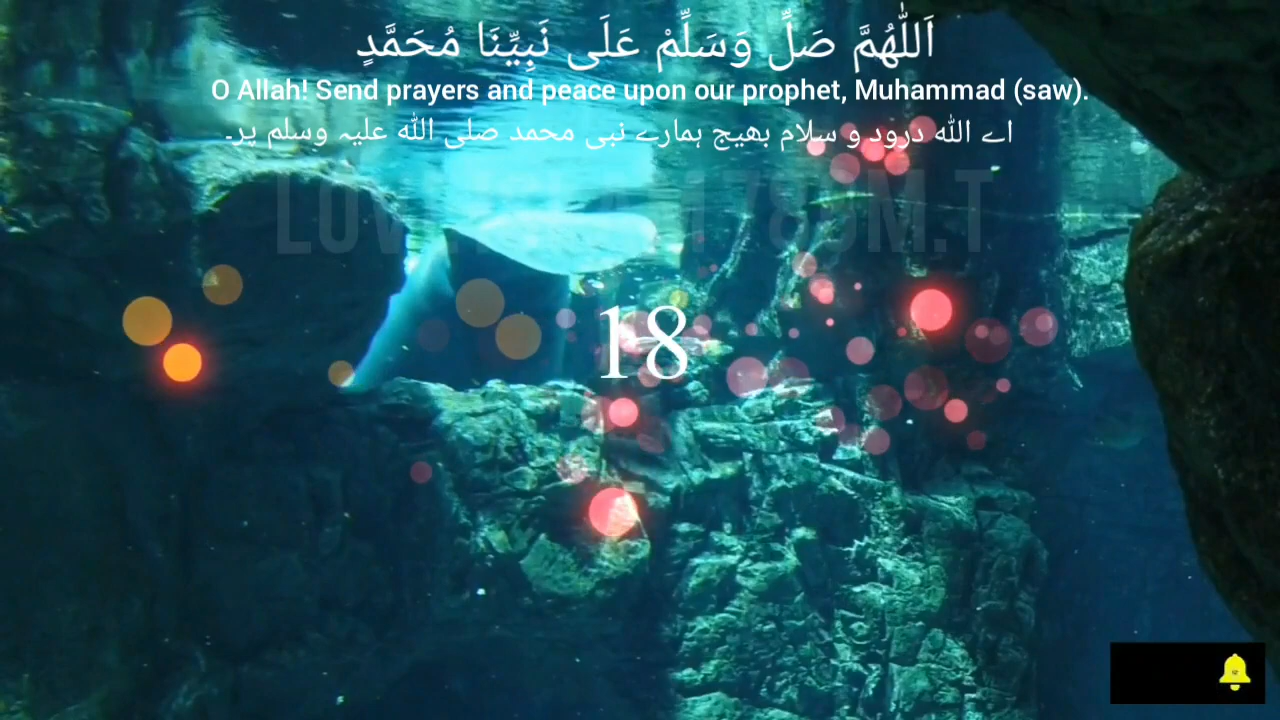 اَللّٰهُمَّ صَلِّ وَسَلِّمْ عَلَى نَبِيِّنَا مُحَمَّدٍ
O Allah! Send prayers and peace upon our prophet, Muhammad (saw).
اے اللہ درود و سلام بھیج ہمارے نبی محمد صلی اللہ علیہ وسلم پر۔
18